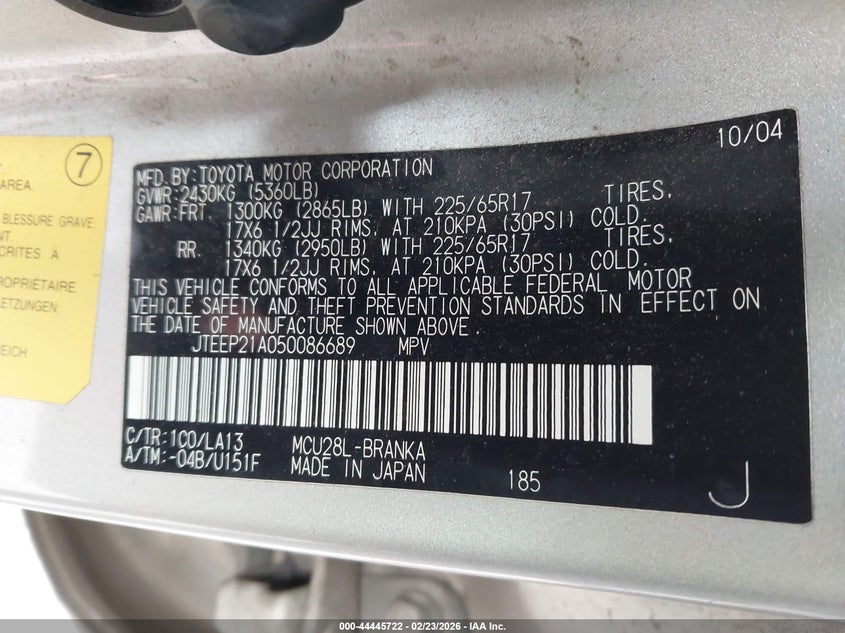 7
AREA.
BLESSURE GRAVE
CRITES À
PROPRIÉTAIRE.
ETZUNGEN:
REICH
10/04
MFD. BY:TOYOTA MOTOR CORPORATION
GVWR:2430KG (5360LB)
GAWR:FRT. 1300KG (2865LB) WITH 225/65R17 TIRES,
17X6 1/2JJ RIMS, AT 210KPA (30PSI) COLD.
RR. 1340KG (2950LB) WITH 225/65R17 TIRES,
17X6 1/2JJ RIMS, AT 210KPA (30PSI) COLD.
THIS VEHICLE CONFORMS TO ALL APPLICABLE FEDERAL MOTOR
VEHICLE SAFETY AND THEFT PREVENTION STANDARDS IN EFFECT ON
THE DATE OF MANUFACTURE SHOWN ABOVE.
JTEEP21A050086689 MPV
C/TR:1C0/LA13 MCU28L-BRANKA
A/TM:-04B/U151F MADE IN JAPAN 185
J
000-44445722 - 02/23/2026 - IAA Inc.